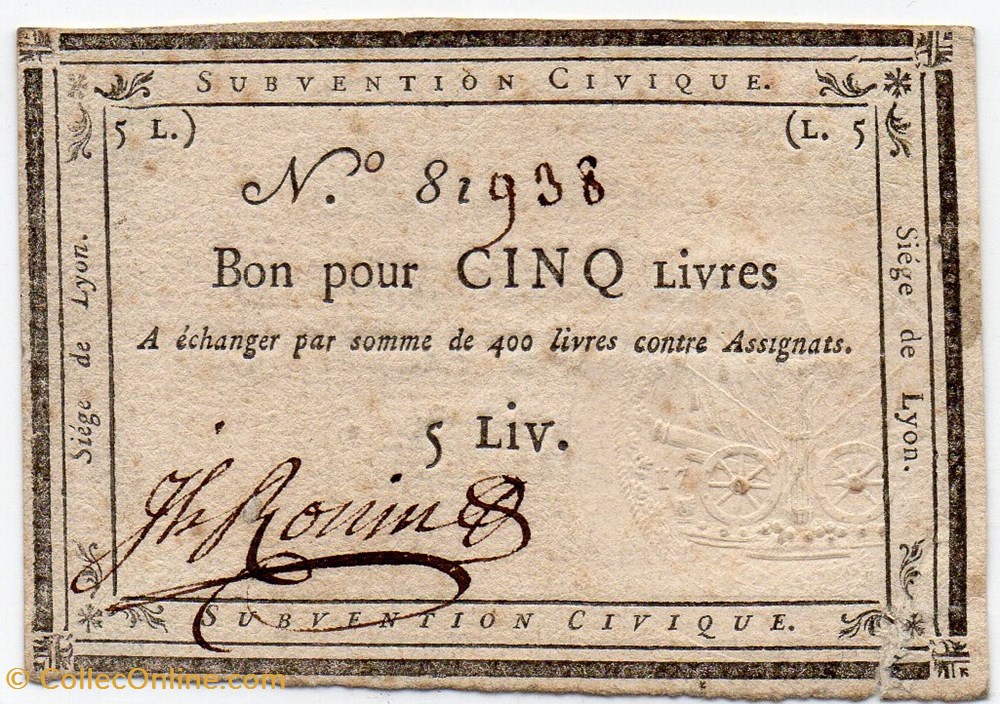 SUBVENTION CIVIQUE.
5 L.)
(L. 5
N.º 81938
Bon pour CINQ LIVRES
A échanger par somme de 400 livres contre Assignats.
5 LIV.
Siége de Lyon.
Siége de Lyon.
SUBVENTION CIVIQUE.
© CollecOnline.com